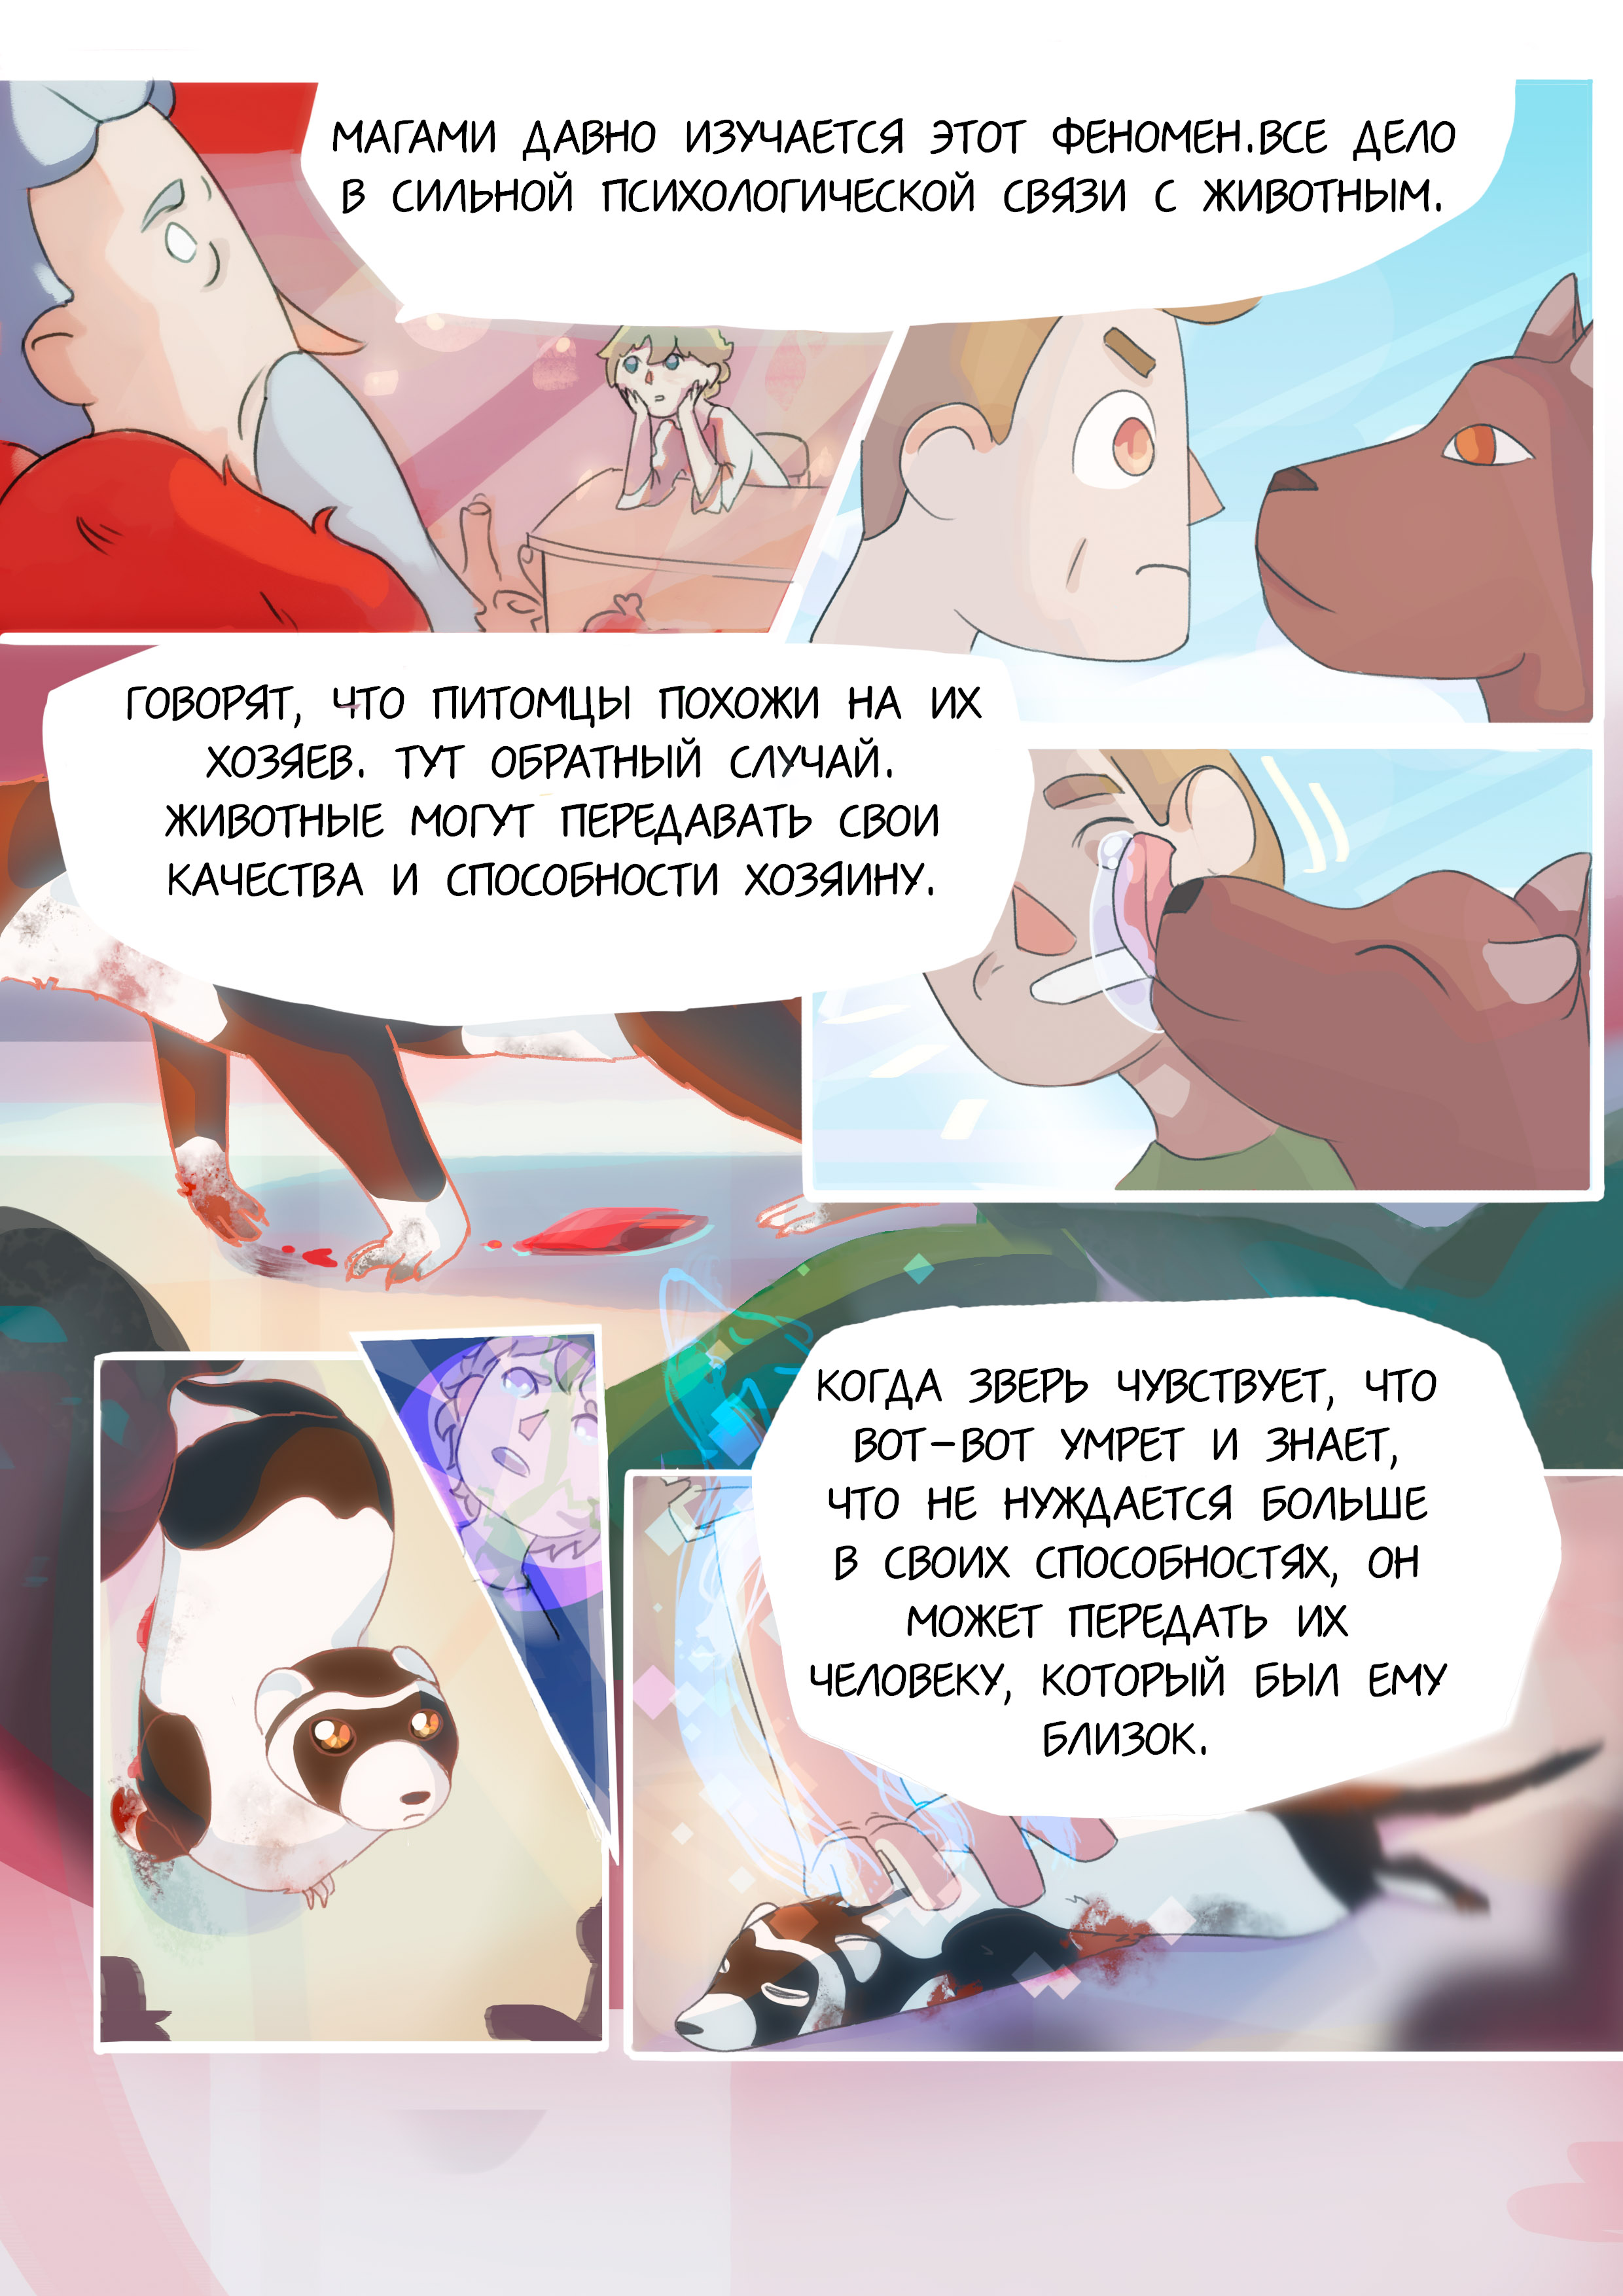 МАГАМИ ДАВНО ИЗУЧАЕТСЯ ЭТОТ ФЕНОМЕН.ВСЕ ДЕЛО
В СИЛЬНОЙ ПСИХОЛОГИЧЕСКОЙ СВЯЗИ С ЖИВОТНЫМ.
ГОВОРЯТ, ЧТО ПИТОМЦЫ ПОХОЖИ НА ИХ
ХОЗЯЕВ. ТУТ ОБРАТНЫЙ СЛУЧАЙ.
ЖИВОТНЫЕ МОГУТ ПЕРЕДАВАТЬ СВОИ
КАЧЕСТВА И СПОСОБНОСТИ ХОЗЯИНУ.
КОГДА ЗВЕРЬ ЧУВСТВУЕТ, ЧТО
ВОТ-ВОТ УМРЕТ И ЗНАЕТ,
ЧТО НЕ НУЖДАЕТСЯ БОЛЬШЕ
В СВОИХ СПОСОБНОСТЯХ, ОН
МОЖЕТ ПЕРЕДАТЬ ИХ
ЧЕЛОВЕКУ, КОТОРЫЙ БЫЛ ЕМУ
БЛИЗОК.